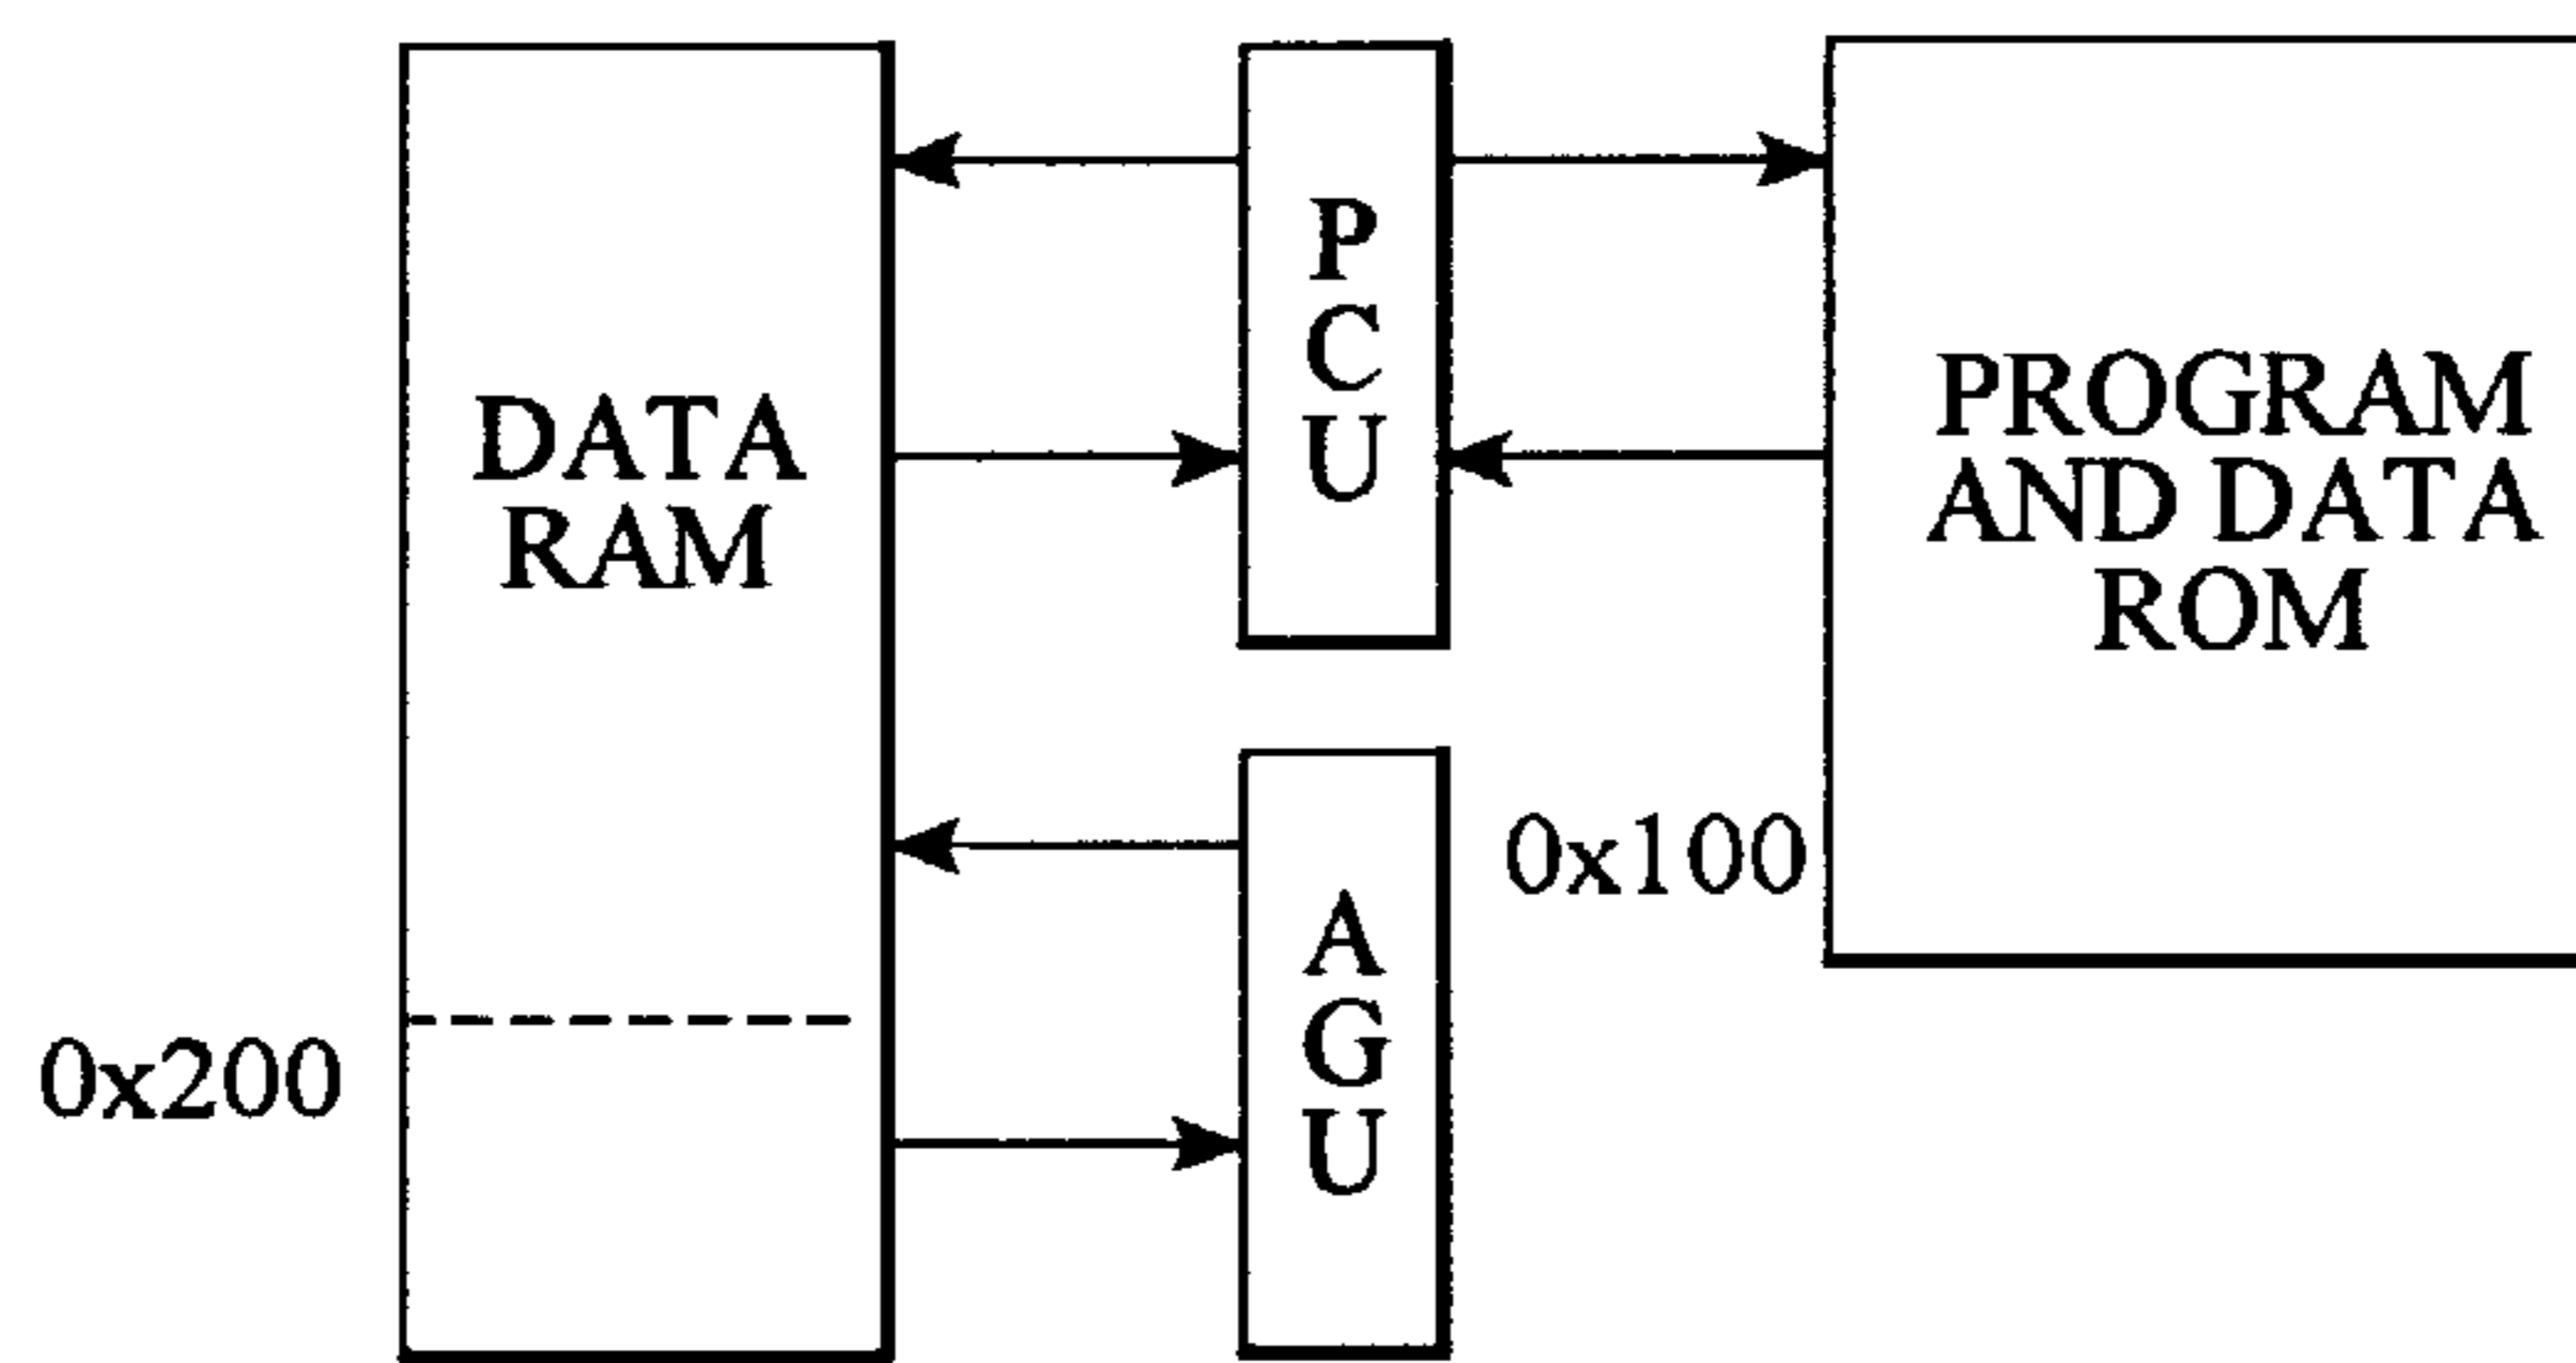 DATA
RAM
0x200
P
C
U
A
G
U
0x100
PROGRAM
AND DATA
ROM